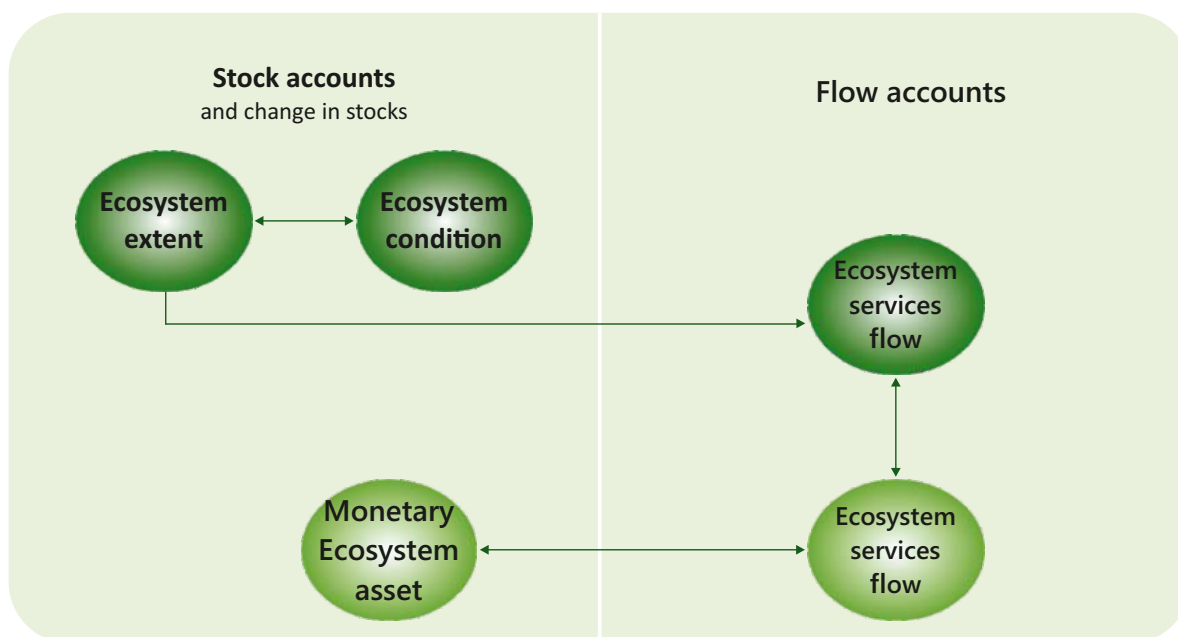 Stock accounts
and change in stocks
Flow accounts
Ecosystem
extent
Ecosystem
condition
Ecosystem
services
flow
Monetary
Ecosystem
asset
Ecosystem
services
flow